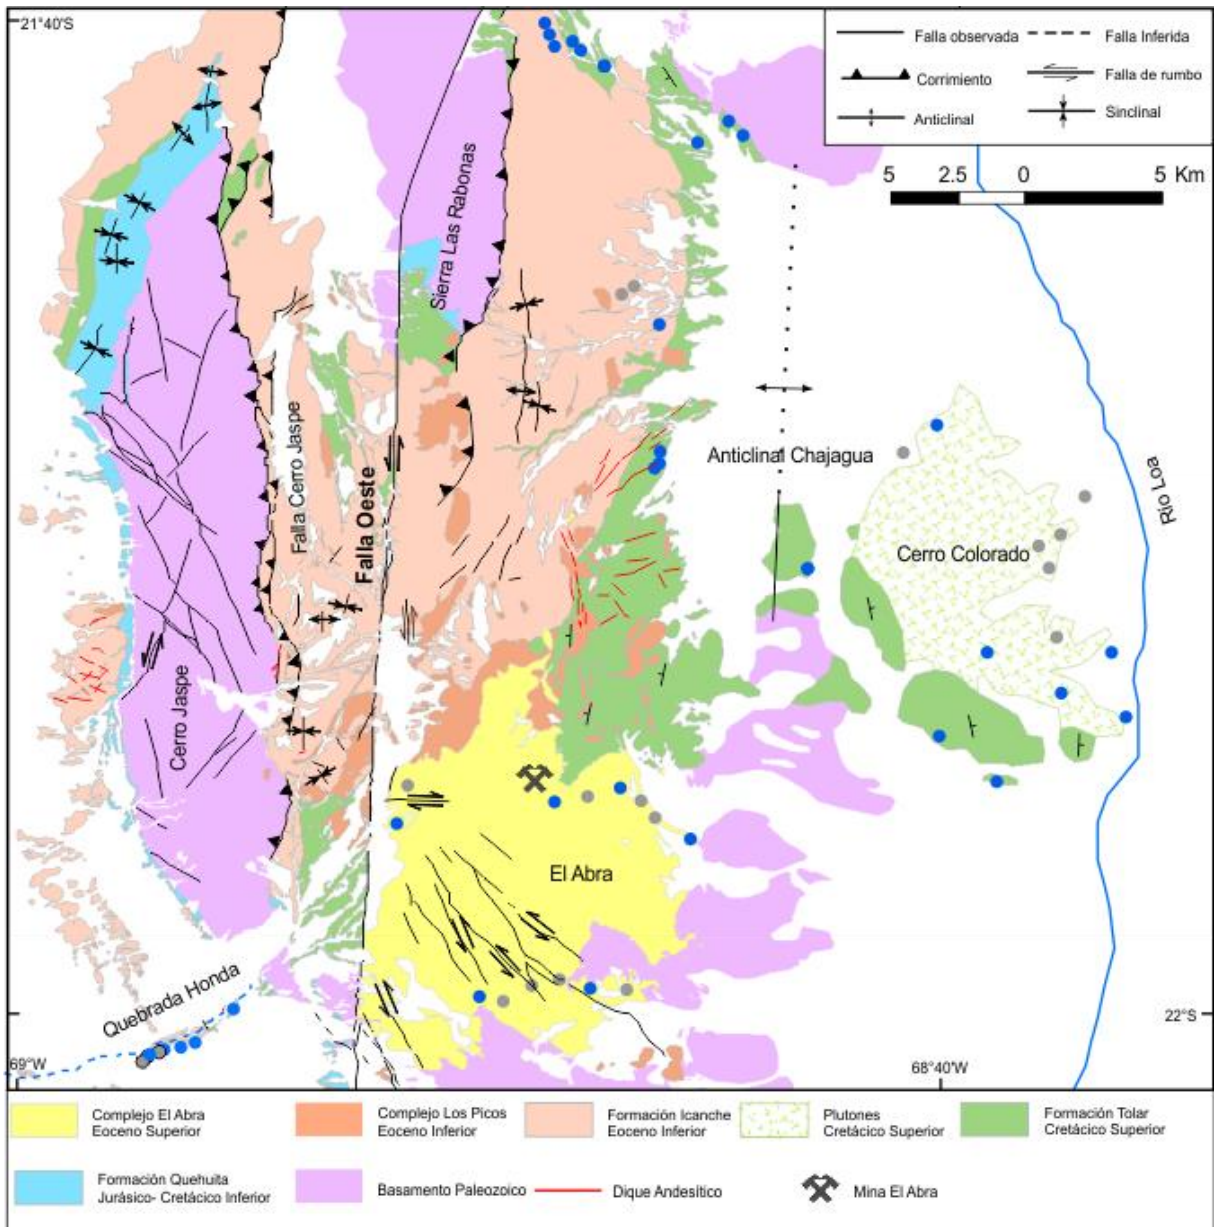 21°40'S
Falla observada
Falla Inferida
Corrimiento
Falla de rumbo
Anticlinal
Sinclinal
5 2.5 0 5 Km
Sierra Las Rabonas
Falla Cerro Jaspe
Falla Oeste
Anticlinal Chajagua
Cerro Colorado
Río Loa
Cerro Jaspe
El Abra
Quebrada Honda
22°S
69°W
68°40'W
Complejo El Abra
Eoceno Superior
Complejo Los Picos
Eoceno Inferior
Formación Icanche
Eoceno Inferior
Plutones
Cretácico Superior
Formación Tolar
Cretácico Superior
Formación Quehuita
Jurásico- Cretácico Inferior
Basamento Paleozoico
Dique Andesítico
Mina El Abra